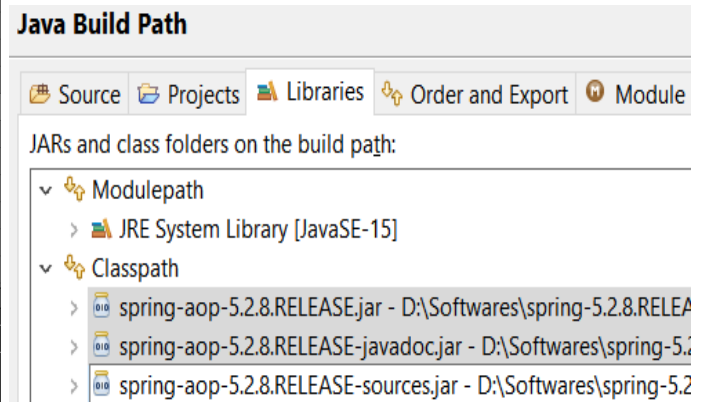 Java Build Path
Source Projects Libraries Order and Export Module
JARs and class folders on the build path:
Modulepath
JRE System Library [JavaSE-15]
Classpath
spring-aop-5.2.8.RELEASE.jar - D:\Softwares\spring-5.2.8.RELEA
spring-aop-5.2.8.RELEASE-javadoc.jar - D:\Softwares\spring-5.2
spring-aop-5.2.8.RELEASE-sources.jar - D:\Softwares\spring-5.2